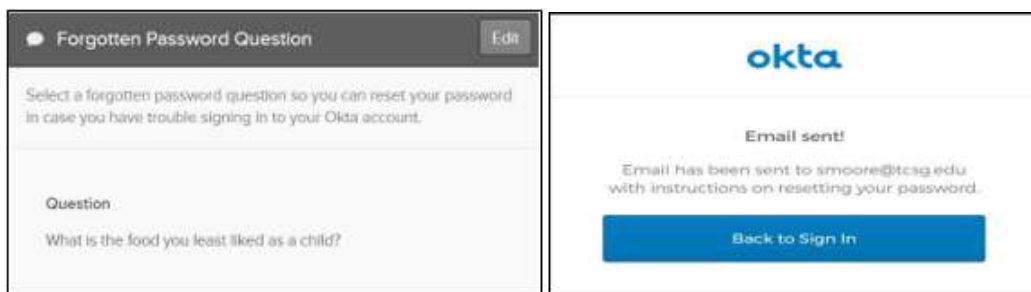 Forgotten Password Question
Edit
Select a forgotten password question so you can reset your password
in case you have trouble signing in to your Okta account.
Question
What is the food you least liked as a child?
okta
Email sent!
Email has been sent to smoore@tcsg.edu
with instructions on resetting your password.
Back to Sign In